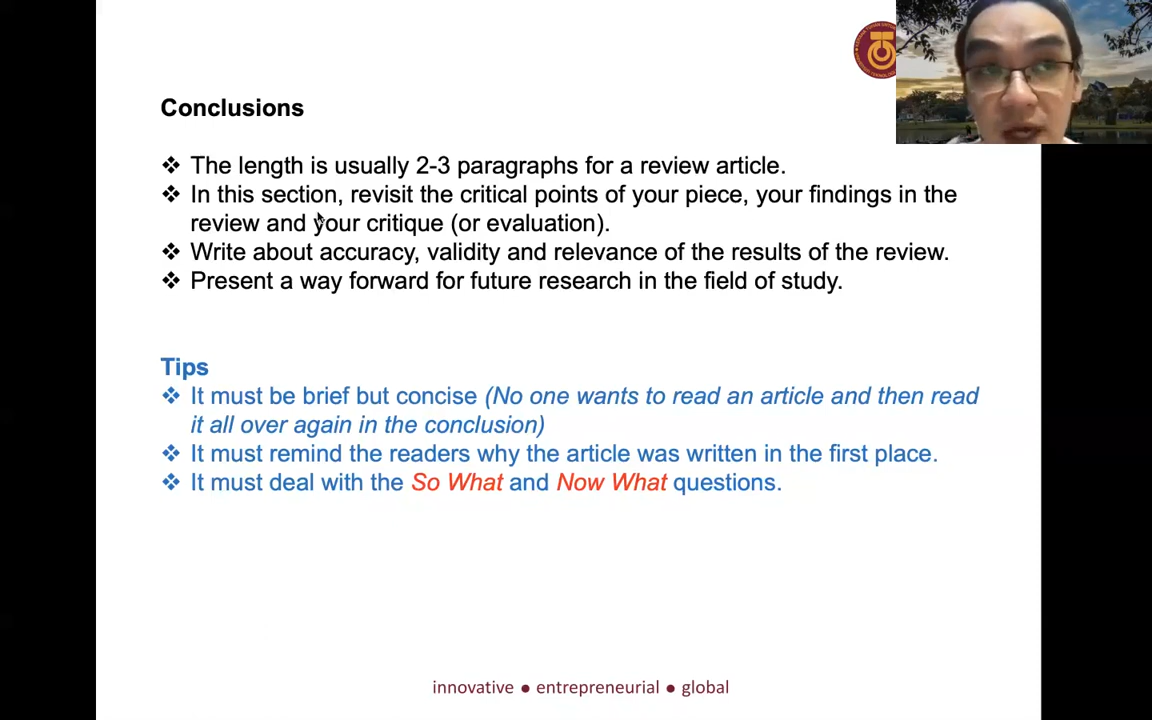 Conclusions
❖ The length is usually 2-3 paragraphs for a review article.
❖ In this section, revisit the critical points of your piece, your findings in the
review and your critique (or evaluation).
❖ Write about accuracy, validity and relevance of the results of the review.
❖ Present a way forward for future research in the field of study.
Tips
❖ It must be brief but concise (No one wants to read an article and then read
it all over again in the conclusion)
❖ It must remind the readers why the article was written in the first place.
❖ It must deal with the So What and Now What questions.
innovative ● entrepreneurial ● global